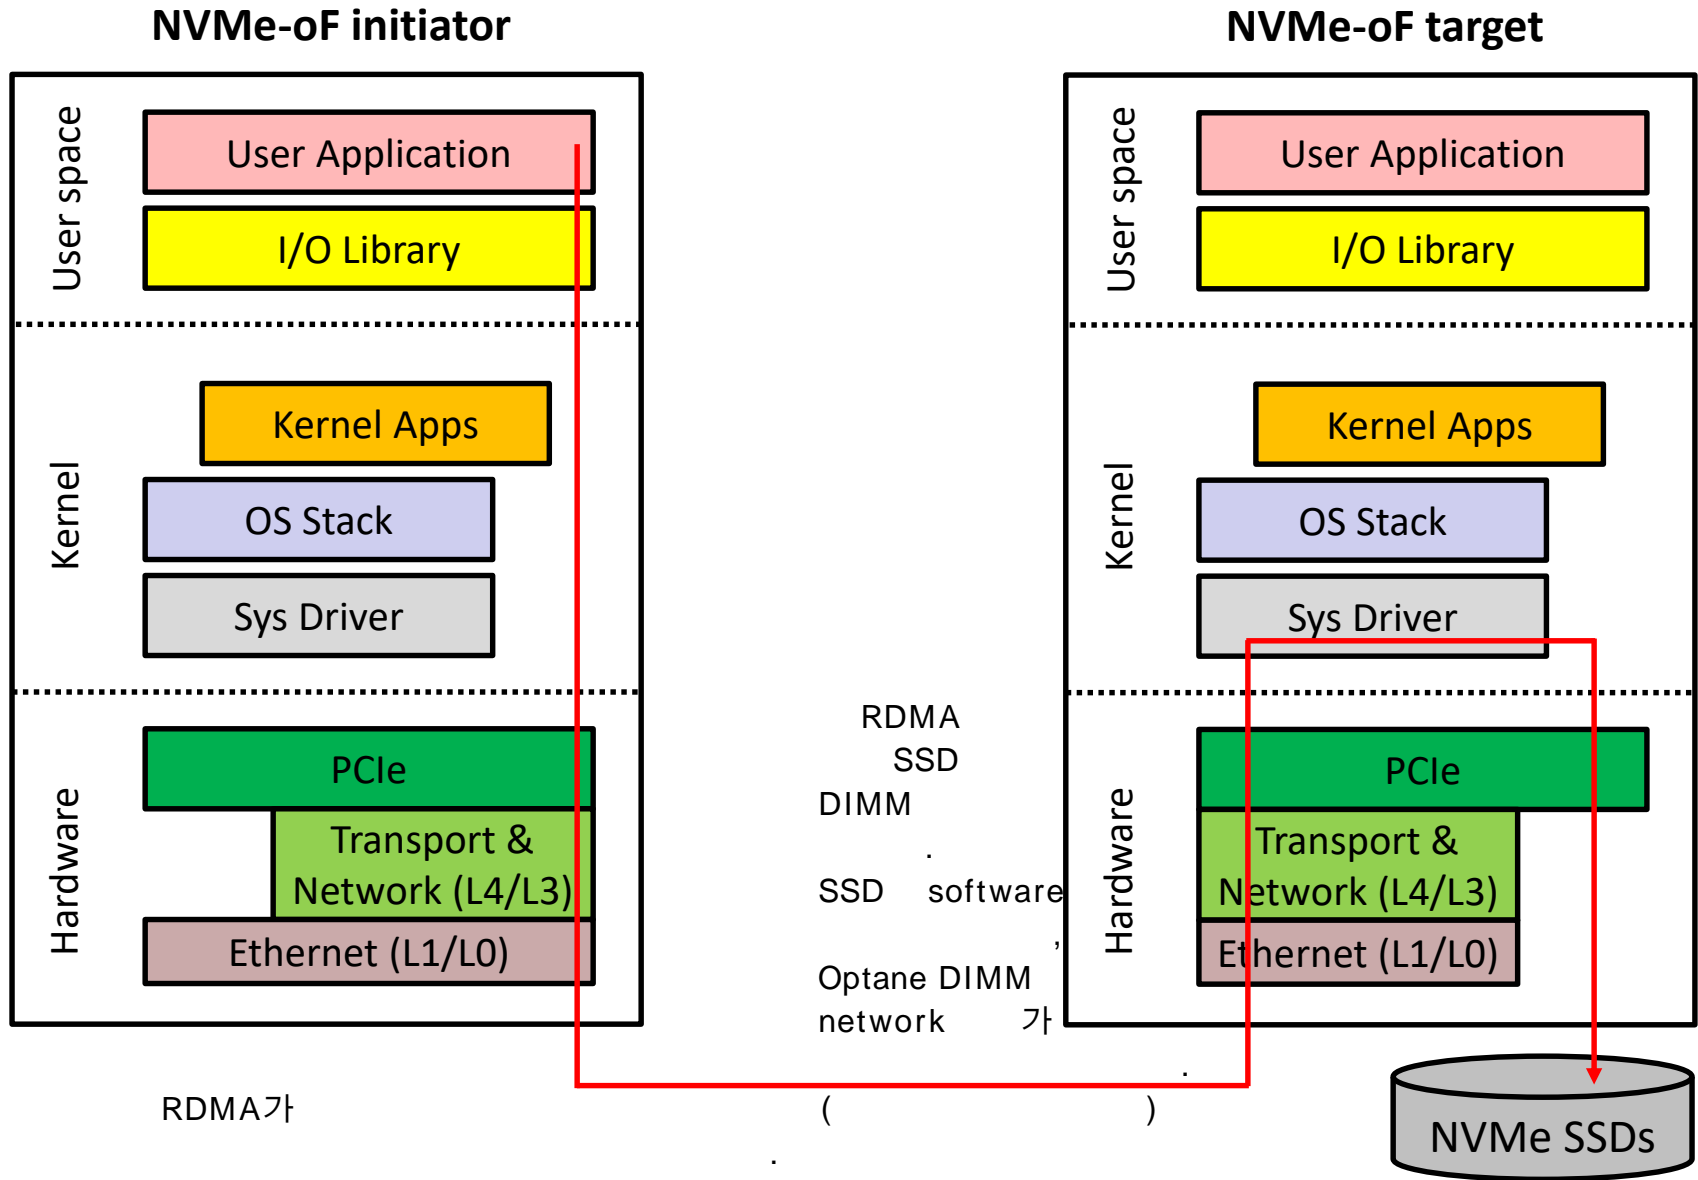 NVMe-oF initiator
User space
User Application
I/O Library
Kernel
Kernel Apps
OS Stack
Sys Driver
Hardware
PCIe
Transport &
Network (L4/L3)
Ethernet (L1/L0)
RDMA
SSD
DIMM
.
SSD software
,
Optane DIMM
network 가
.
RDMA가 ( )
.
NVMe-oF target
User space
User Application
I/O Library
Kernel
Kernel Apps
OS Stack
Sys Driver
Hardware
PCIe
Transport &
Network (L4/L3)
Ethernet (L1/L0)
NVMe SSDs